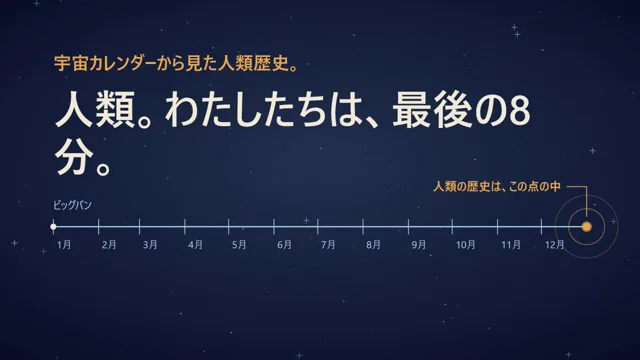 宇宙カレンダーから見た人類歴史。
人類。わたしたちは、最後の8
分。
人類の歴史は、この点の中
ビッグバン
1月 2月 3月 4月 5月 6月 7月 8月 9月 10月 11月 12月